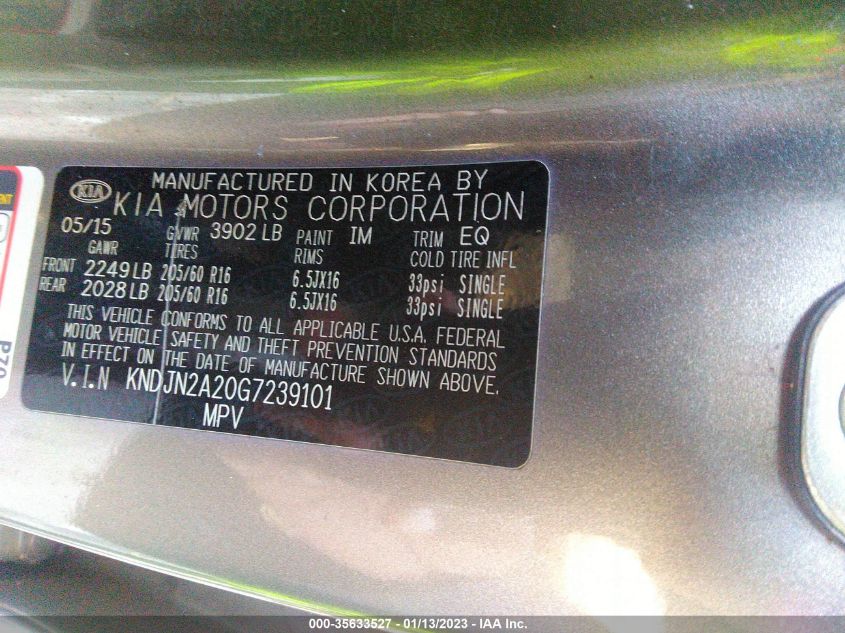 MANUFACTURED IN KOREA BY
KIA KIA MOTORS CORPORATION
05/15 GVWR 3902 LB PAINT IM TRIM EQ
GAWR TIRES RIMS COLD TIRE INFL
FRONT 2249 LB 205/60 R16 6.5JX16 33psi SINGLE
REAR 2028 LB 205/60 R16 6.5JX16 33psi SINGLE
THIS VEHICLE CONFORMS TO ALL APPLICABLE U.S.A. FEDERAL
MOTOR VEHICLE SAFETY AND THEFT PREVENTION STANDARDS
IN EFFECT ON THE DATE OF MANUFACTURE SHOWN ABOVE.
V.I.N KNDJN2A20G7239101
MPV
000-35633527 - 01/13/2023 - IAA Inc.